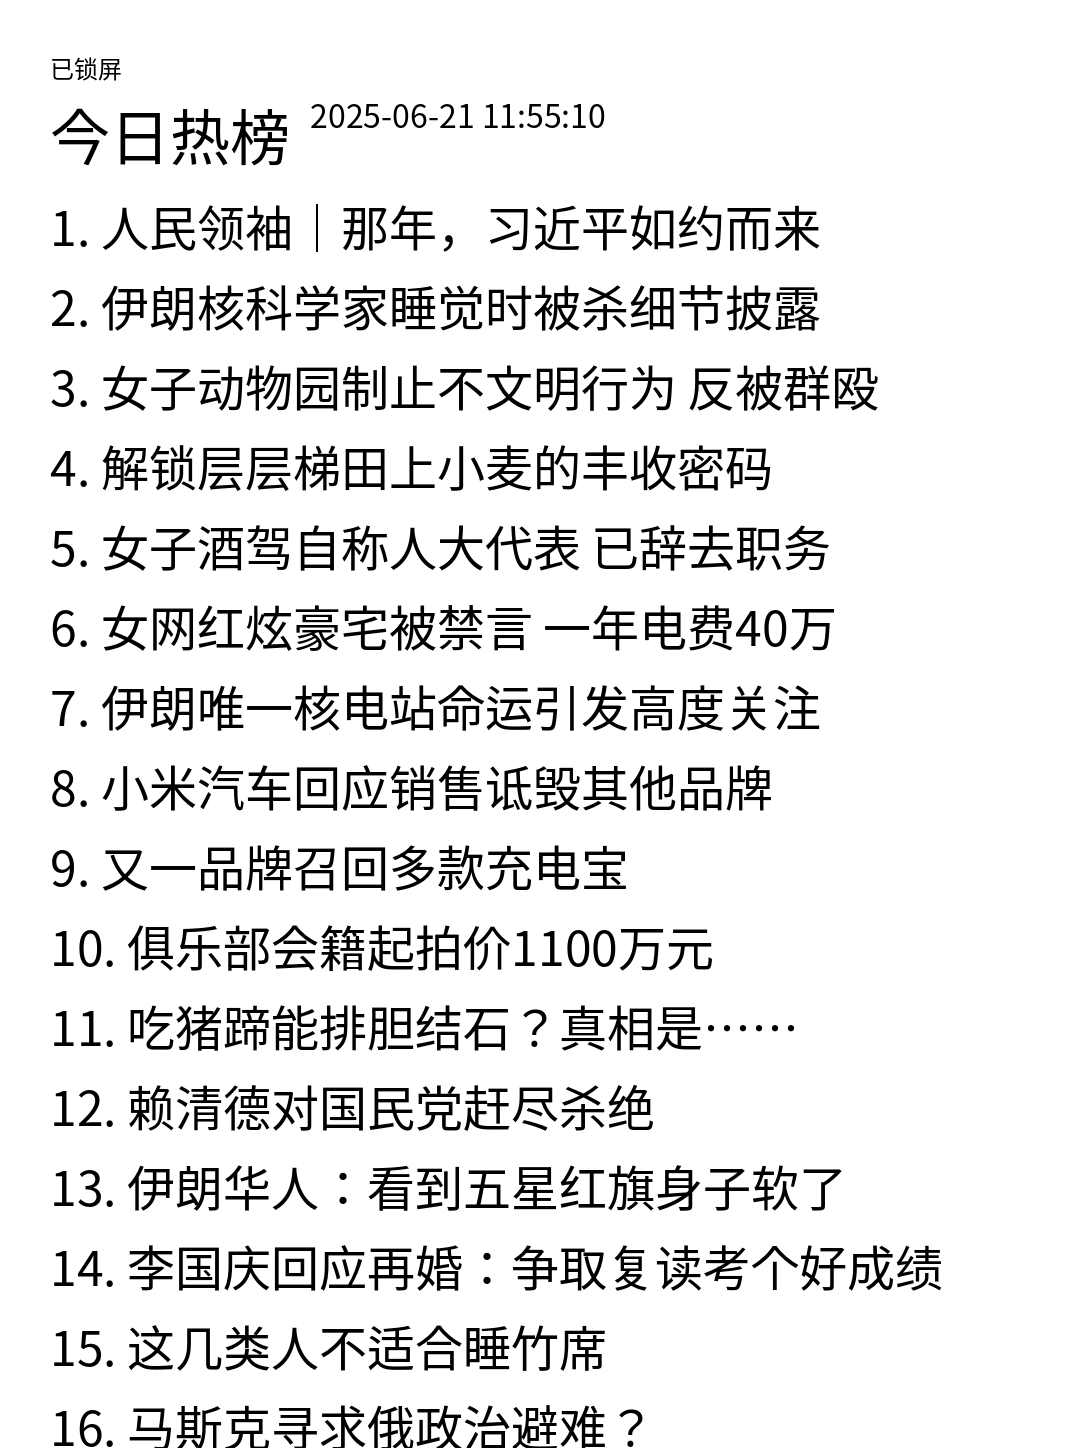 已锁屏
今日热榜 2025-06-21 11:55:10
1. 人民领袖｜那年，习近平如约而来
2. 伊朗核科学家睡觉时被杀细节披露
3. 女子动物园制止不文明行为 反被群殴
4. 解锁层层梯田上小麦的丰收密码
5. 女子酒驾自称人大代表 已辞去职务
6. 女网红炫豪宅被禁言 一年电费40万
7. 伊朗唯一核电站命运引发高度关注
8. 小米汽车回应销售诋毁其他品牌
9. 又一品牌召回多款充电宝
10. 俱乐部会籍起拍价1100万元
11. 吃猪蹄能排胆结石？真相是……
12. 赖清德对国民党赶尽杀绝
13. 伊朗华人：看到五星红旗身子软了
14. 李国庆回应再婚：争取复读考个好成绩
15. 这几类人不适合睡竹席
16. 马斯克寻求俄政治避难？